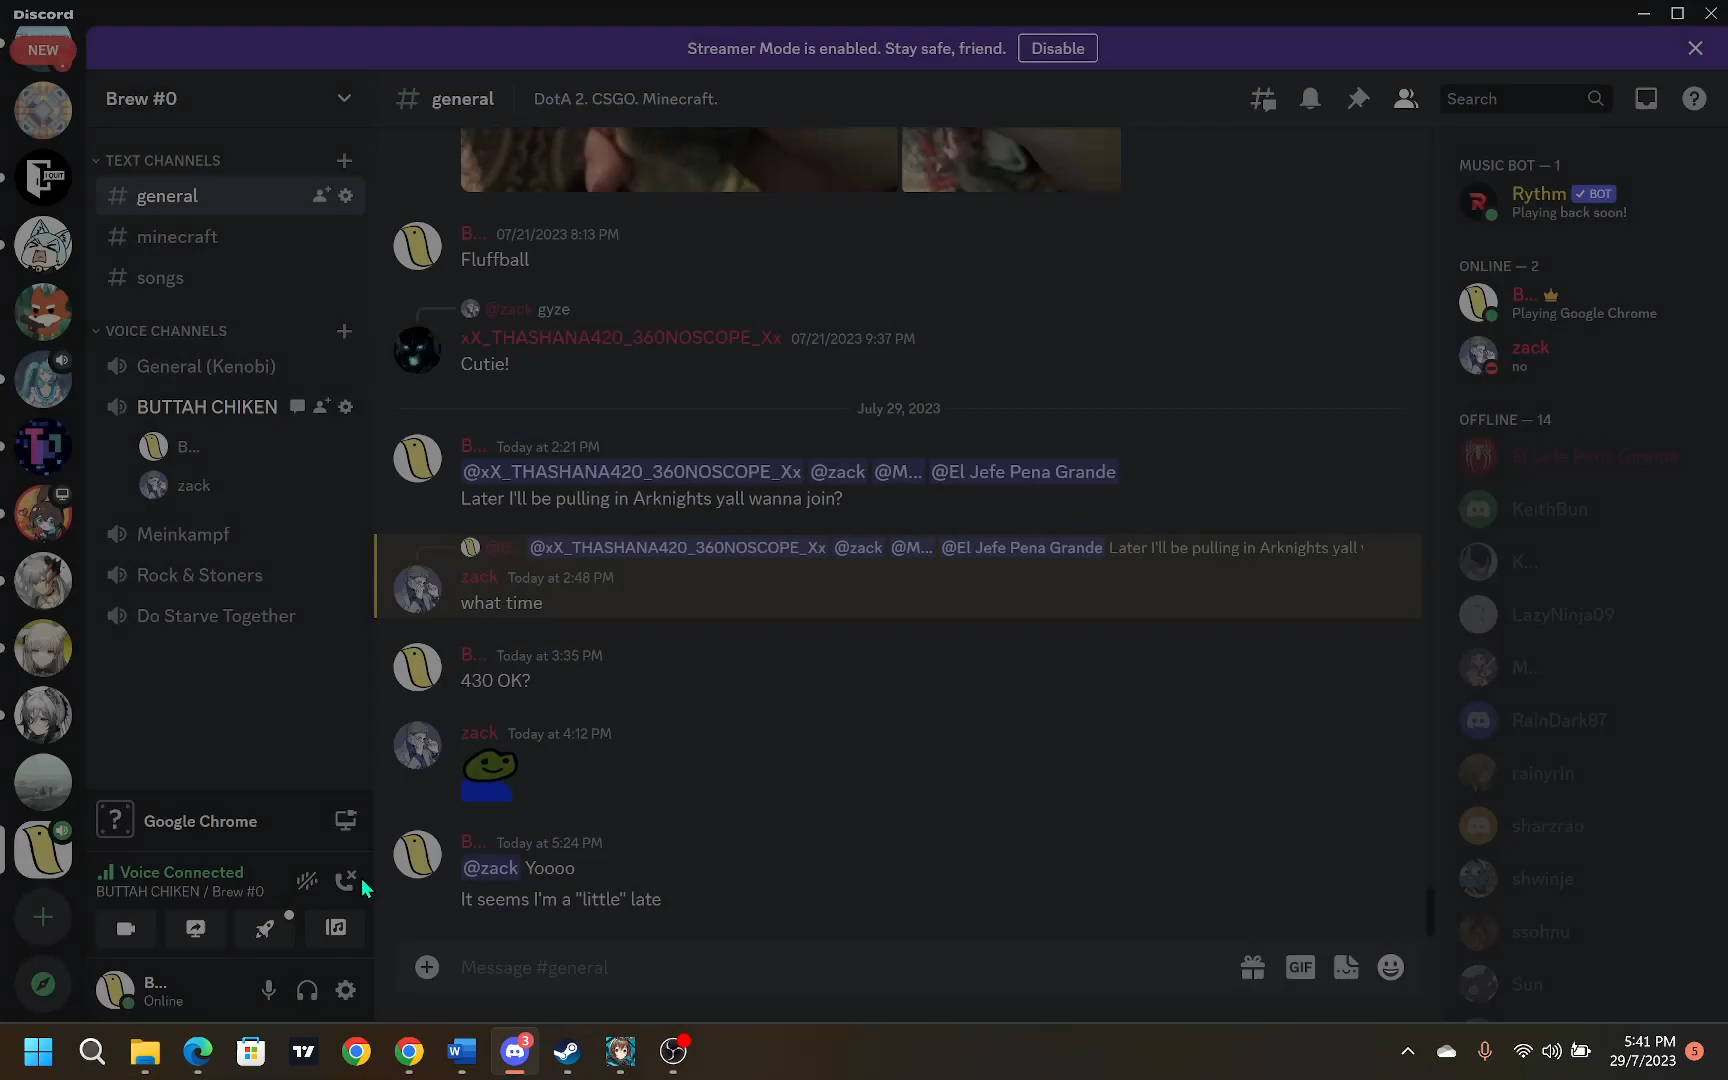 Discord
NEW
Streamer Mode is enabled. Stay safe, friend.
Disable
Brew #0
general
DotA 2. CSGO. Minecraft.
Search
TEXT CHANNELS
general
minecraft
songs
VOICE CHANNELS
General (Kenobi)
BUTTAH CHIKEN
B...
zack
Meinkampf
Rock & Stoners
Do Starve Together
Google Chrome
Voice Connected
BUTTAH CHIKEN / Brew #0
B...
Online
B... 07/21/2023 8:13 PM
Fluffball
@zack gyze
xX_THASHANA420_360NOSCOPE_Xx 07/21/2023 9:37 PM
Cutie!
July 29, 2023
B... Today at 2:21 PM
@xX_THASHANA420_360NOSCOPE_Xx @zack @M... @El Jefe Pena Grande
Later I'll be pulling in Arknights yall wanna join?
@xX_THASHANA420_360NOSCOPE_Xx @zack @M... @El Jefe Pena Grande Later I'll be pulling in Arknights yall
zack Today at 2:48 PM
what time
B... Today at 3:35 PM
430 OK?
zack Today at 4:12 PM
B... Today at 5:24 PM
@zack Yoooo
It seems I'm a "little" late
Message #general
GIF
MUSIC BOT — 1
Rythm BOT
Playing back soon!
ONLINE — 2
B...
Playing Google Chrome
zack
no
OFFLINE — 14
El Jefe Pena Grande
KeithBun
K...
LazyNinja09
M...
RainDark87
rainyrin
sharzrao
shwinje
ssohnu
Sun
I QUIT
3
5:41 PM
29/7/2023
5